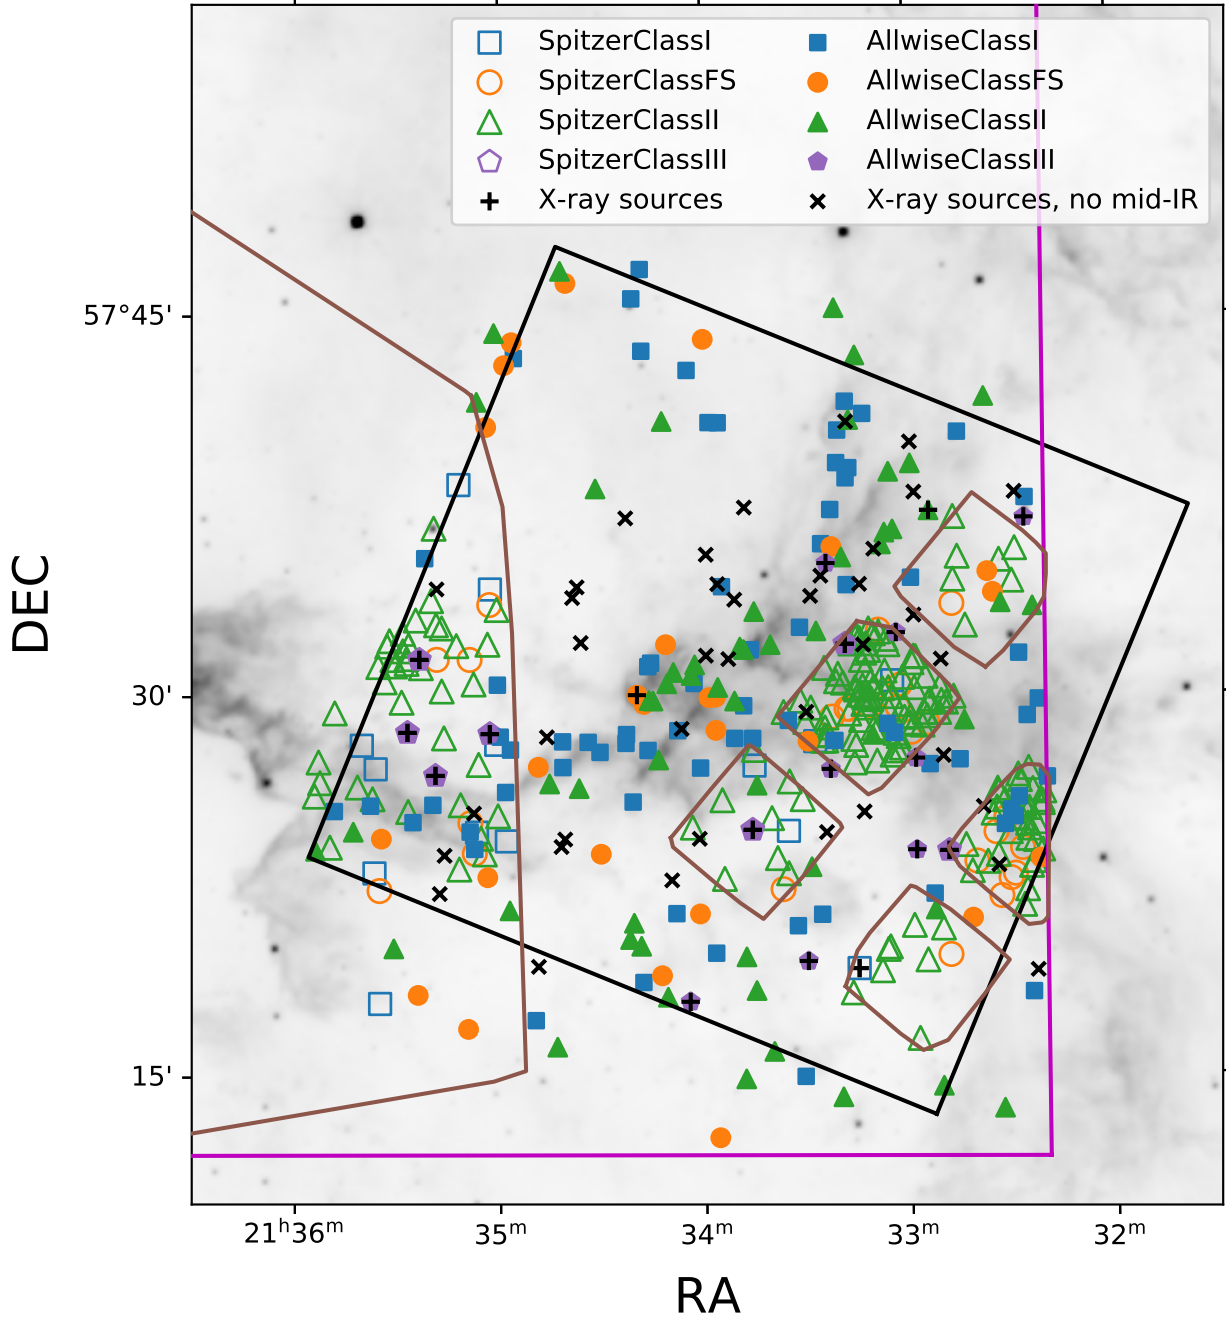 SpitzerClassI AllwiseClassI
SpitzerClassFS AllwiseClassFS
SpitzerClassII AllwiseClassII
SpitzerClassIII AllwiseClassIII
X-ray sources X-ray sources, no mid-IR
57°45'
30'
15'
DEC
21ʰ36ᵐ 35ᵐ 34ᵐ 33ᵐ 32ᵐ
RA